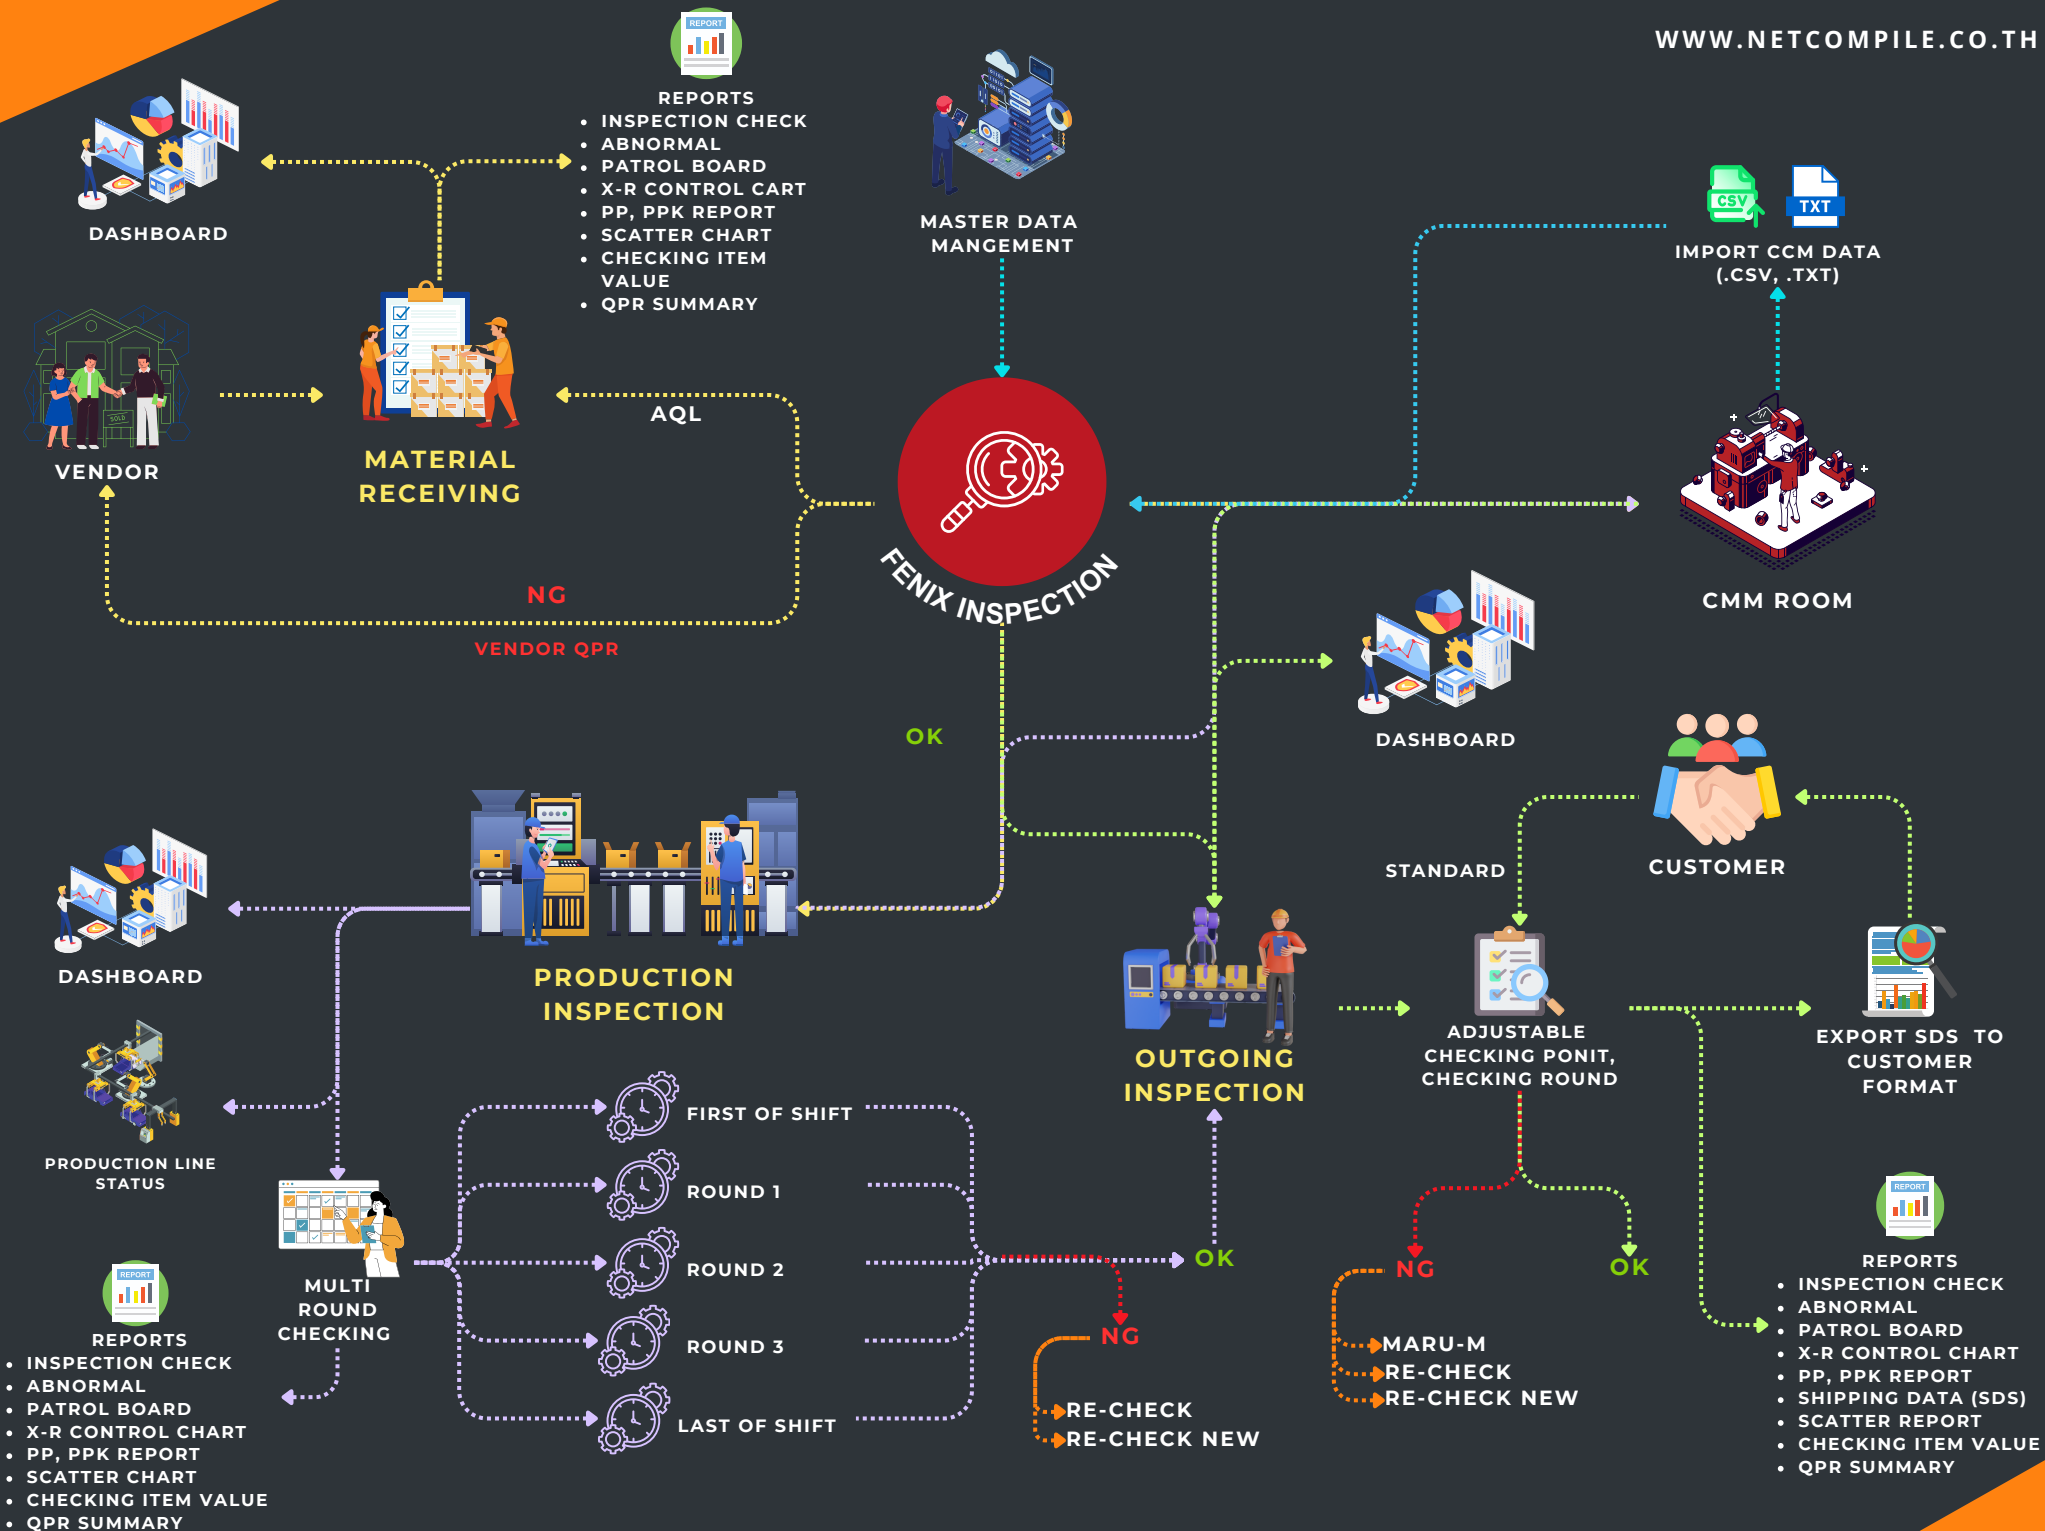 WWW.NETCOMPILE.CO.TH
REPORT
REPORTS
INSPECTION CHECK
ABNORMAL
PATROL BOARD
X-R CONTROL CART
PP, PPK REPORT
SCATTER CHART
CHECKING ITEM
VALUE
QPR SUMMARY
DASHBOARD
MASTER DATA
MANGEMENT
CSV
TXT
IMPORT CCM DATA
(.CSV, .TXT)
SOLD
VENDOR
MATERIAL
RECEIVING
AQL
FENIX INSPECTION
CMM ROOM
NG
VENDOR QPR
OK
DASHBOARD
CUSTOMER
STANDARD
DASHBOARD
PRODUCTION
INSPECTION
OUTGOING
INSPECTION
ADJUSTABLE
CHECKING PONIT,
CHECKING ROUND
EXPORT SDS TO
CUSTOMER
FORMAT
PRODUCTION LINE
STATUS
FIRST OF SHIFT
ROUND 1
ROUND 2
ROUND 3
LAST OF SHIFT
MULTI
ROUND
CHECKING
OK
NG
RE-CHECK
RE-CHECK NEW
NG
OK
MARU-M
RE-CHECK
RE-CHECK NEW
REPORT
REPORTS
INSPECTION CHECK
ABNORMAL
PATROL BOARD
X-R CONTROL CHART
PP, PPK REPORT
SCATTER CHART
CHECKING ITEM VALUE
QPR SUMMARY
REPORT
REPORTS
INSPECTION CHECK
ABNORMAL
PATROL BOARD
X-R CONTROL CHART
PP, PPK REPORT
SHIPPING DATA (SDS)
SCATTER REPORT
CHECKING ITEM VALUE
QPR SUMMARY